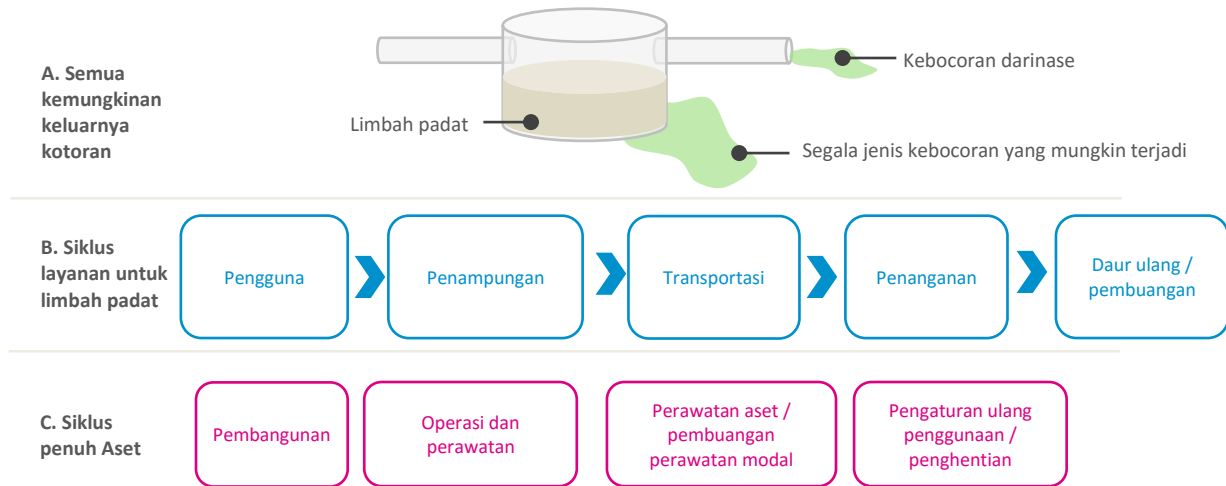 A. Semua
kemungkinan
keluarnya
kotoran
Kebocoran darinase
Limbah padat
Segala jenis kebocoran yang mungkin terjadi
B. Siklus
layanan untuk
limbah padat
Pengguna
Penampungan
Transportasi
Penanganan
Daur ulang /
pembuangan
C. Siklus
penuh Aset
Pembangunan
Operasi dan
perawatan
Perawatan aset /
pembuangan
perawatan modal
Pengaturan ulang
penggunaan /
penghentian